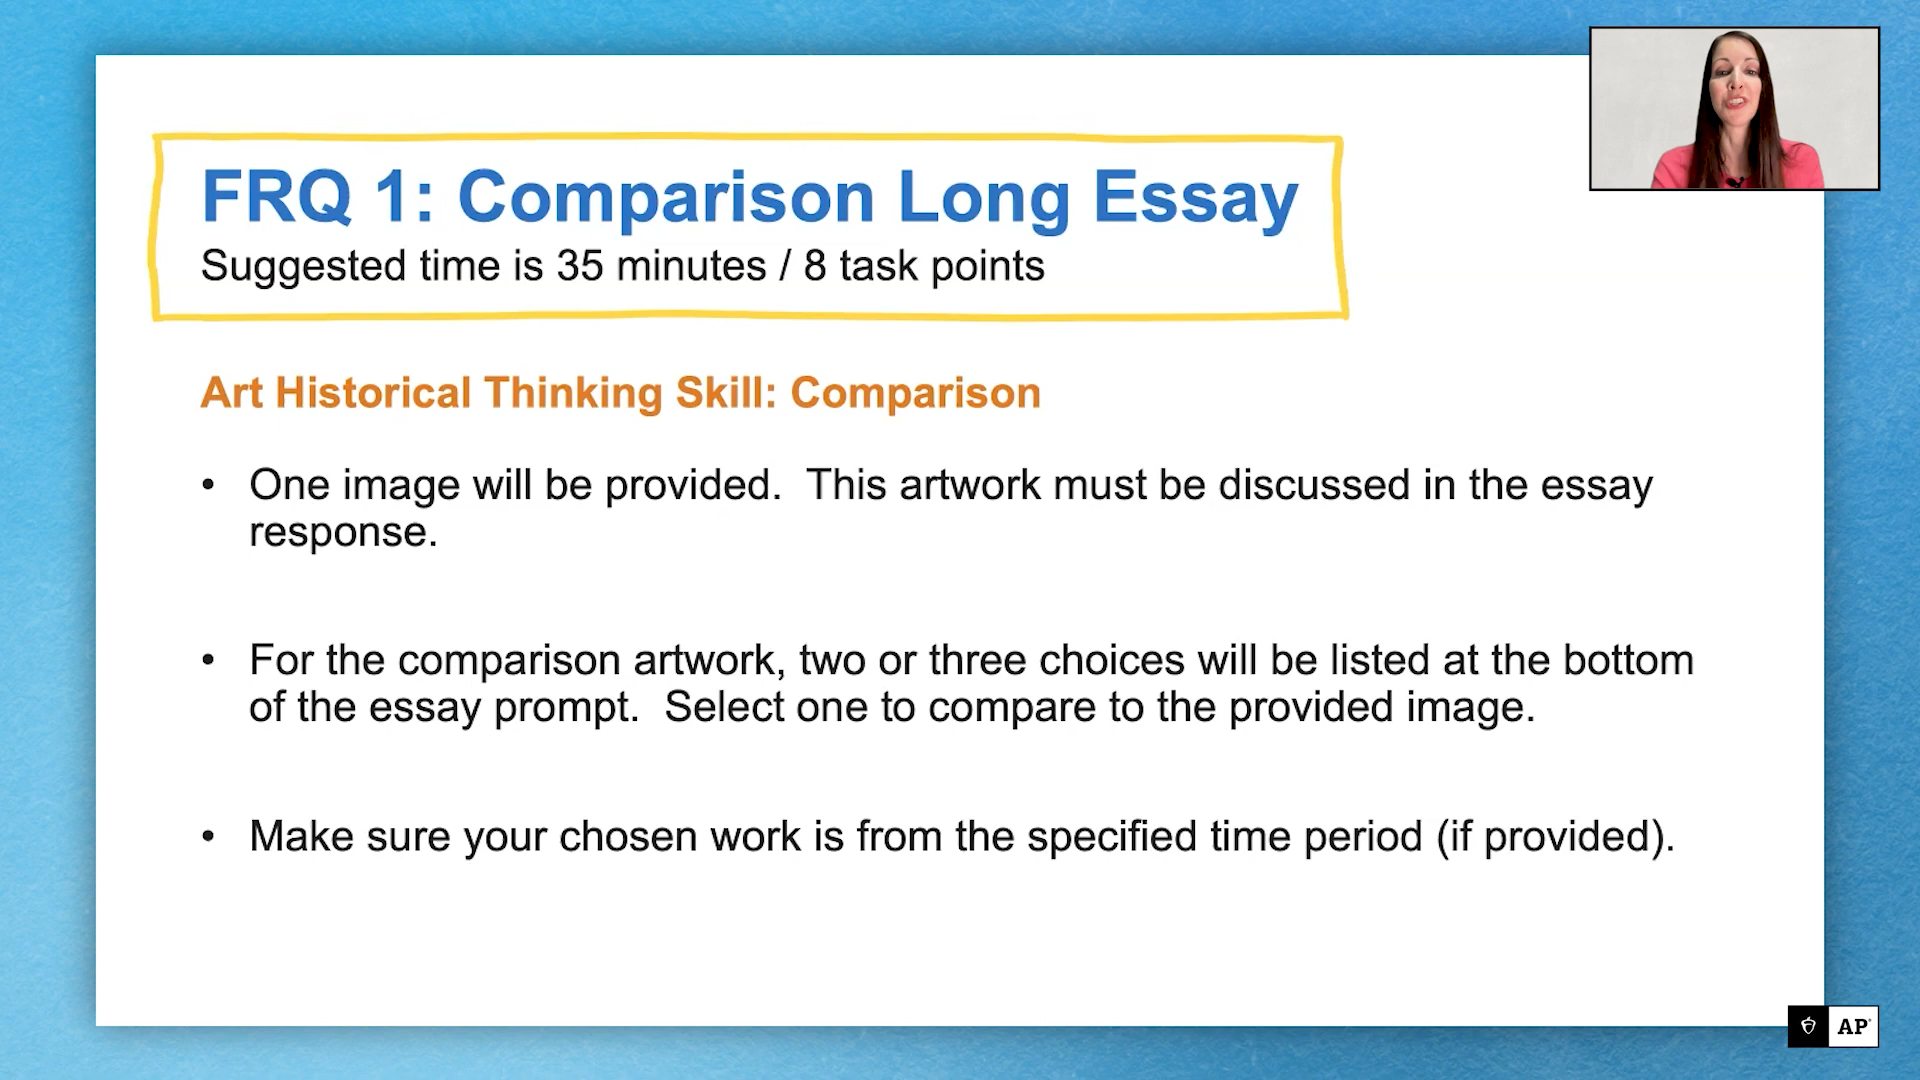 FRQ 1: Comparison Long Essay
Suggested time is 35 minutes / 8 task points
Art Historical Thinking Skill: Comparison
• One image will be provided.  This artwork must be discussed in the essay
response.
• For the comparison artwork, two or three choices will be listed at the bottom
of the essay prompt.  Select one to compare to the provided image.
• Make sure your chosen work is from the specified time period (if provided).
AP